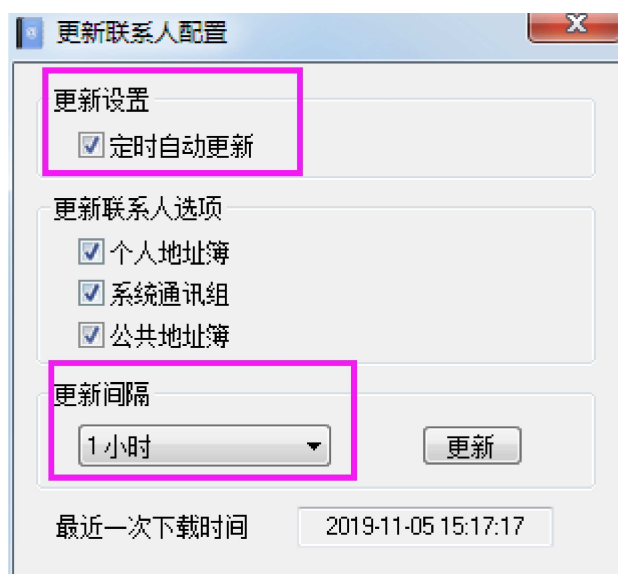 更新联系人配置
更新设置
定时自动更新
更新联系人选项
个人地址簿
系统通讯组
公共地址簿
更新间隔
1 小时 更新
最近一次下载时间 2019-11-05 15:17:17